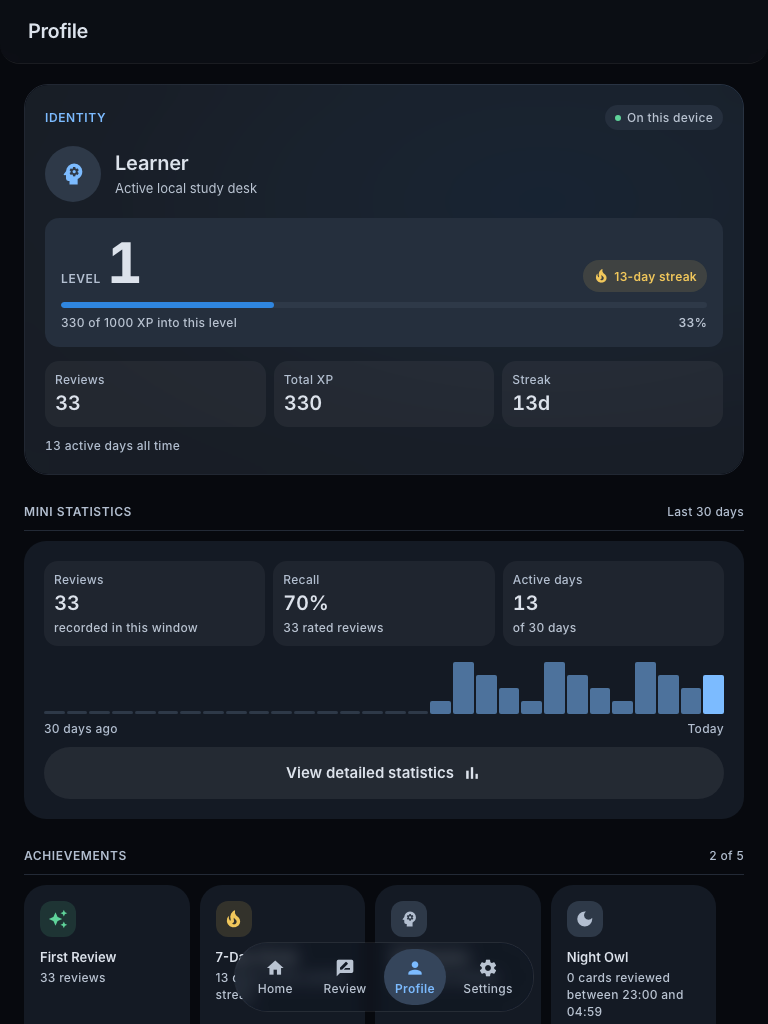 Profile
IDENTITY
On this device
Learner
Active local study desk
LEVEL 1
13-day streak
330 of 1000 XP into this level
33%
Reviews
33
Total XP
330
Streak
13d
13 active days all time
MINI STATISTICS
Last 30 days
Reviews
33
recorded in this window
Recall
70%
33 rated reviews
Active days
13
of 30 days
30 days ago
Today
View detailed statistics
ACHIEVEMENTS
2 of 5
First Review
33 reviews
Night Owl
0 cards reviewed
between 23:00 and
04:59
Home
Review
Profile
Settings